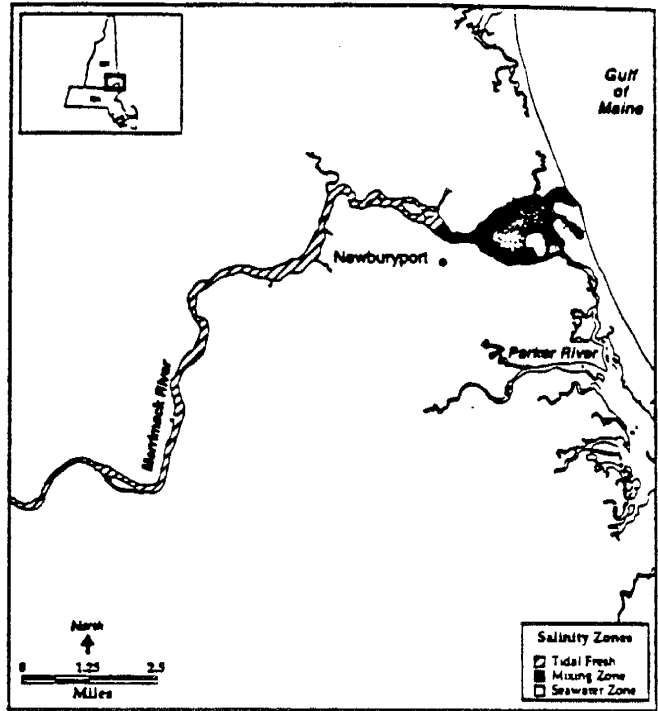 Gulf
of
Maine
Newburyport
Parker River
Merrimack River
North
0 1.25 2.5
Miles
Salinity Zones
Tidal Fresh
Mixing Zone
Seawater Zone